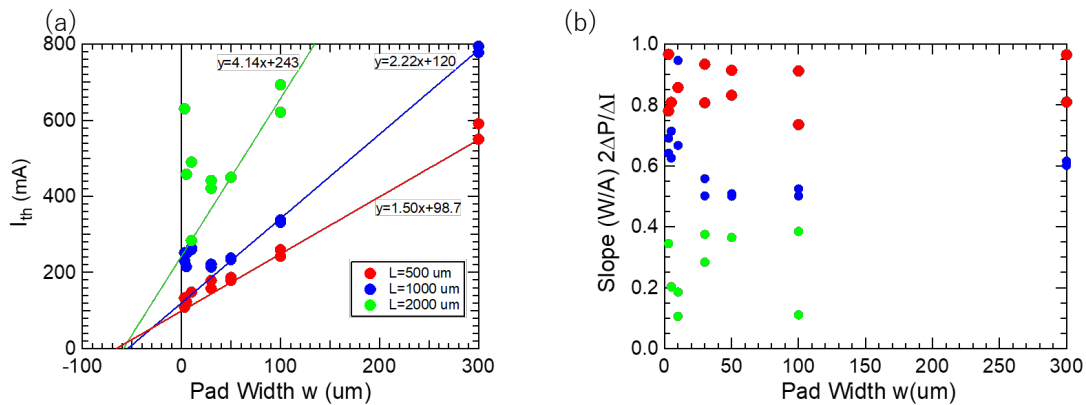 (a)
800
600
400
200
0
I_th (mA)
y=4.14x+243
y=2.22x+120
y=1.50x+98.7
L=500 um
L=1000 um
L=2000 um
-100 0 100 200 300
Pad Width w (um)
(b)
1.0
0.8
0.6
0.4
0.2
0.0
Slope (W/A) 2ΔP/ΔI
0 50 100 150 200 250 300
Pad Width w(um)